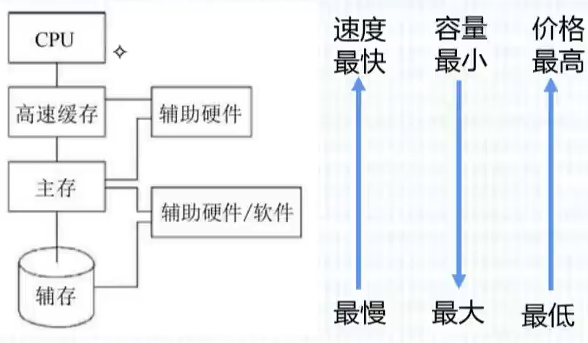 CPU
高速缓存
辅助硬件
主存
辅助硬件/软件
辅存
速度
最快
容量
最小
价格
最高
最慢
最大
最低